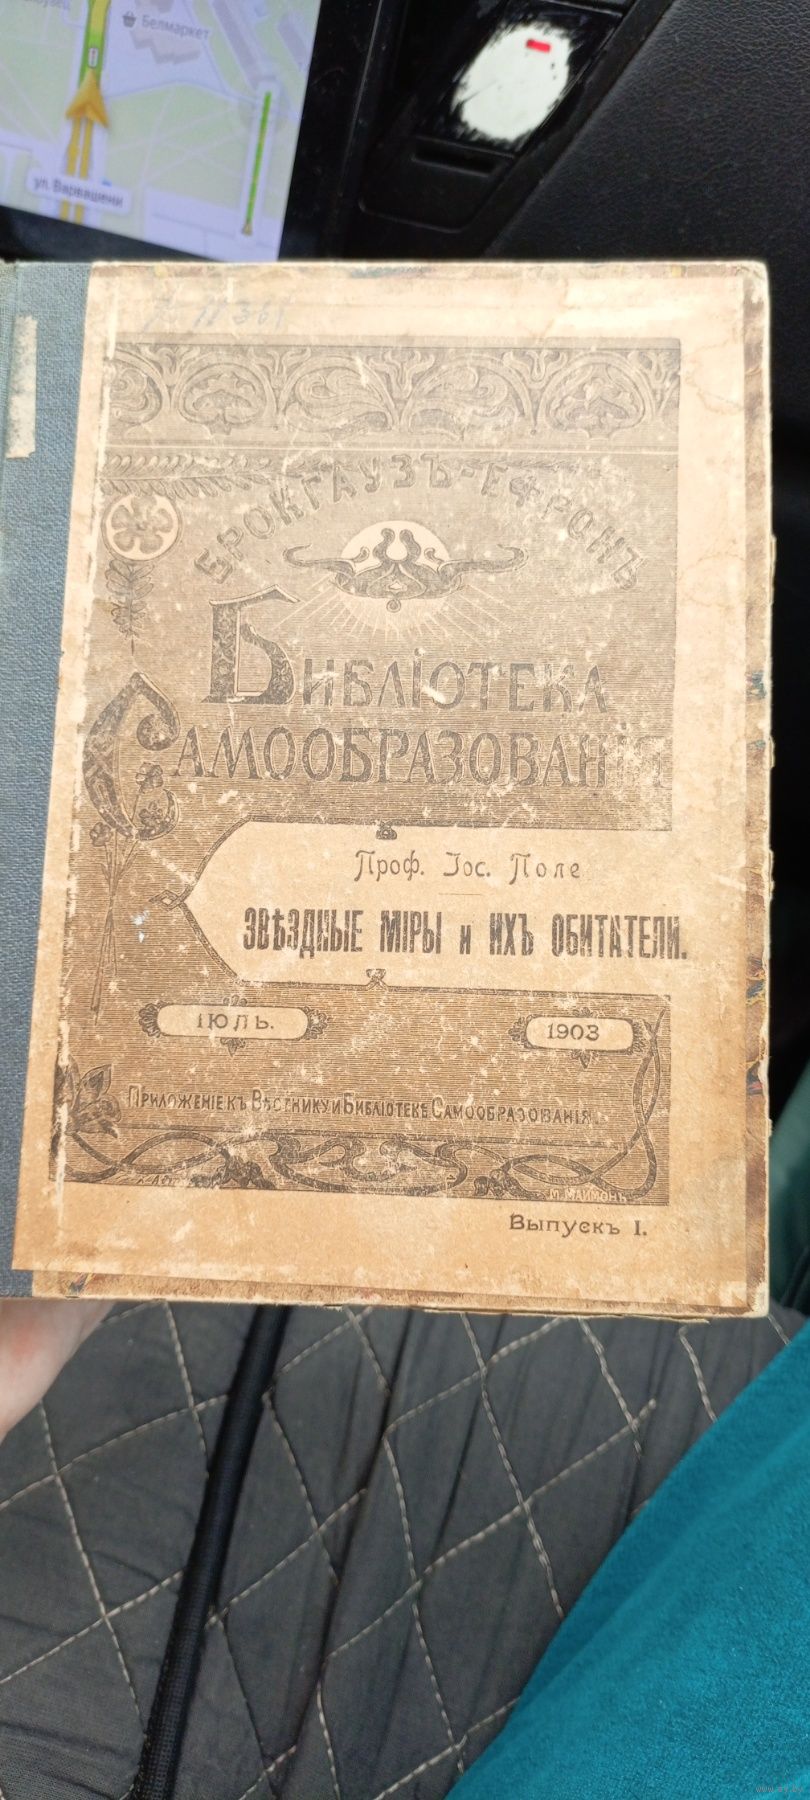 Белмаркет
ул. Варвашени
БРОКГАУЗЪ-ЕФРОНЪ
БИБЛІОТЕКА
САМООБРАЗОВАНІЯ
Проф. Іос. Поле
ЗВѢЗДНЫЕ МІРЫ и ИХЪ ОБИТАТЕЛИ.
ІЮЛЬ.
1903
ПРИЛОЖЕНІЕ КЪ ВѢСТНИКУ И БИБЛІОТЕКѢ САМООБРАЗОВАНІЯ
М. МАЙМОНЪ
Выпускъ I.